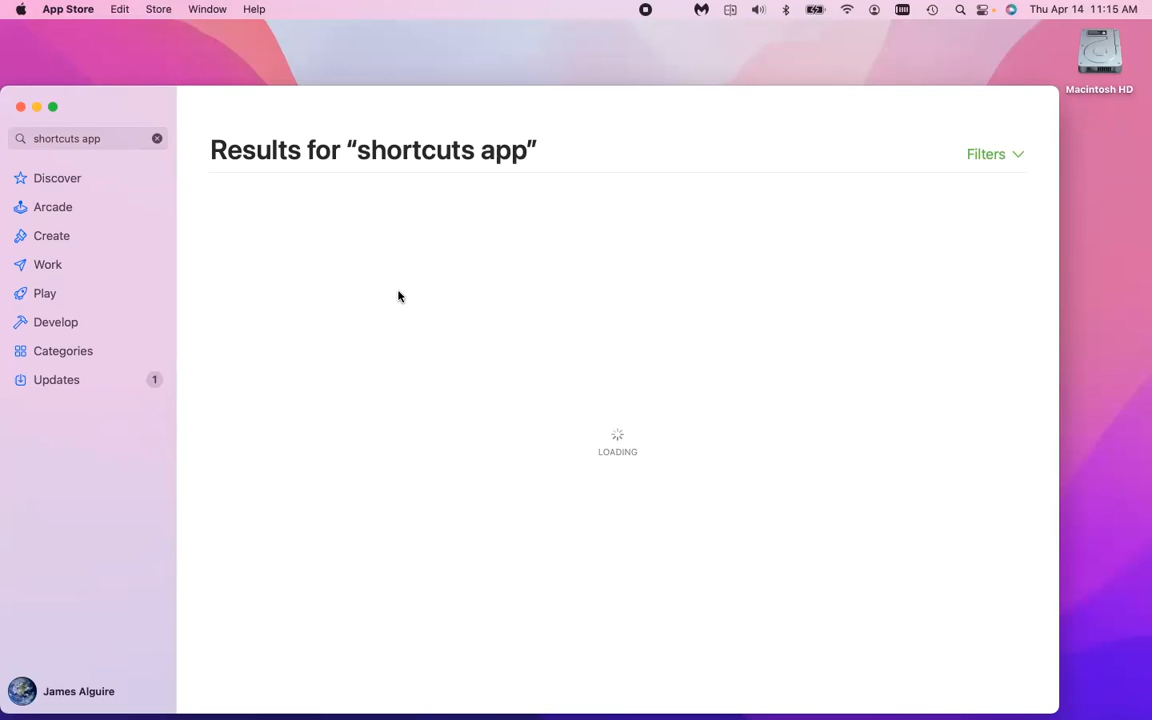 App Store Edit Store Window Help Thu Apr 14 11:15 AM
Macintosh HD
shortcuts app
Results for “shortcuts app”
Filters
Discover
Arcade
Create
Work
Play
Develop
Categories
Updates 1
LOADING
James Alguire